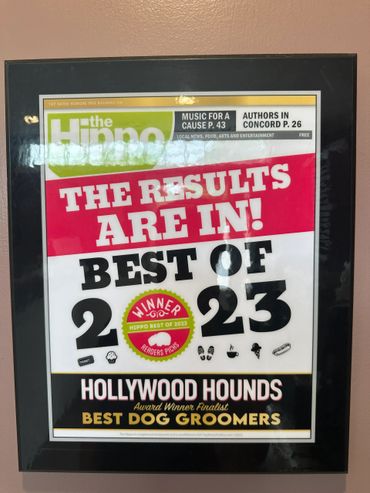 the
Hippo
MUSIC FOR A
CAUSE P. 43
AUTHORS IN
CONCORD P. 26
LOCAL NEWS, FOOD, ARTS AND ENTERTAINMENT
FREE
THE RESULTS
ARE IN!
BEST OF
2023
WINNER
HIPPO BEST OF 2023
READERS PICKS
HOLLYWOOD HOUNDS
Award Winner Finalist
BEST DOG GROOMERS